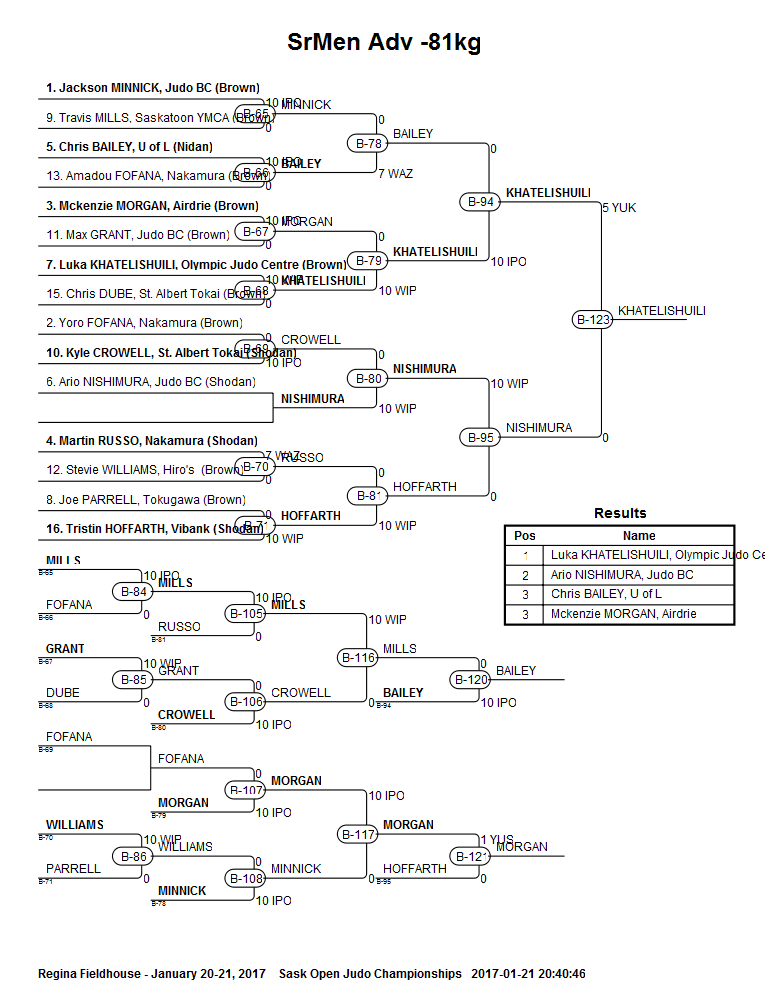 SrMen Adv -81kg
1. Jackson MINNICK, Judo BC (Brown)
10 IPO
MINNICK
B-65
9. Travis MILLS, Saskatoon YMCA (Brown)
0
0
B-78
BAILEY
5. Chris BAILEY, U of L (Nidan)
10 IPO
BAILEY
B-66
7 WAZ
13. Amadou FOFANA, Nakamura (Brown)
0
0
B-94
KHATELISHUILI
3. Mckenzie MORGAN, Airdrie (Brown)
10 IPO
MORGAN
B-67
11. Max GRANT, Judo BC (Brown)
0
0
B-79
KHATELISHUILI
10 IPO
7. Luka KHATELISHUILI, Olympic Judo Centre (Brown)
10 WIP
KHATELISHUILI
B-68
10 WIP
15. Chris DUBE, St. Albert Tokai (Brown)
0
5 YUK
B-123
KHATELISHUILI
2. Yoro FOFANA, Nakamura (Brown)
0
CROWELL
B-69
10. Kyle CROWELL, St. Albert Tokai (Shodan)
10 IPO
0
B-80
NISHIMURA
6. Ario NISHIMURA, Judo BC (Shodan)
NISHIMURA
10 WIP
10 WIP
B-95
NISHIMURA
0
4. Martin RUSSO, Nakamura (Shodan)
7 WAZ
RUSSO
B-70
12. Stevie WILLIAMS, Hiro's (Brown)
0
0
B-81
HOFFARTH
0
8. Joe PARRELL, Tokugawa (Brown)
0
HOFFARTH
B-71
10 WIP
16. Tristin HOFFARTH, Vibank (Shodan)
10 WIP
Results
Pos Name
1 Luka KHATELISHUILI, Olympic Judo Ce
2 Ario NISHIMURA, Judo BC
3 Chris BAILEY, U of L
3 Mckenzie MORGAN, Airdrie
MILLS
B-65
10 IPO
MILLS
B-84
FOFANA
B-66
0
10 IPO
B-105
MILLS
RUSSO
B-81
0
GRANT
B-67
10 WIP
GRANT
B-85
DUBE
B-68
0
0
B-106
CROWELL
CROWELL
B-80
10 IPO
10 WIP
B-116
MILLS
0
0
B-120
BAILEY
BAILEY
B-94
10 IPO
FOFANA
B-69
FOFANA
0
B-107
MORGAN
MORGAN
B-79
10 IPO
10 IPO
B-117
MORGAN
WILLIAMS
B-70
10 WIP
WILLIAMS
B-86
PARRELL
B-71
0
0
B-108
MINNICK
MINNICK
B-78
10 IPO
0
1 YUS
B-121
MORGAN
HOFFARTH
B-95
0
Regina Fieldhouse - January 20-21, 2017 Sask Open Judo Championships 2017-01-21 20:40:46